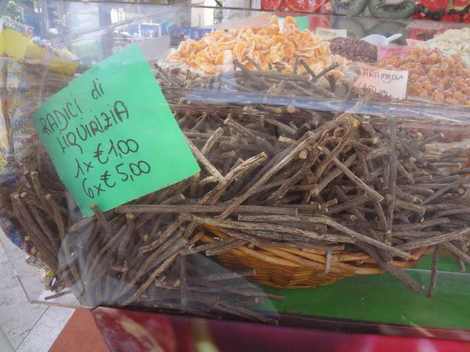 RADICI di
LIQUIRIZIA
1x€1,00
6x€5,00